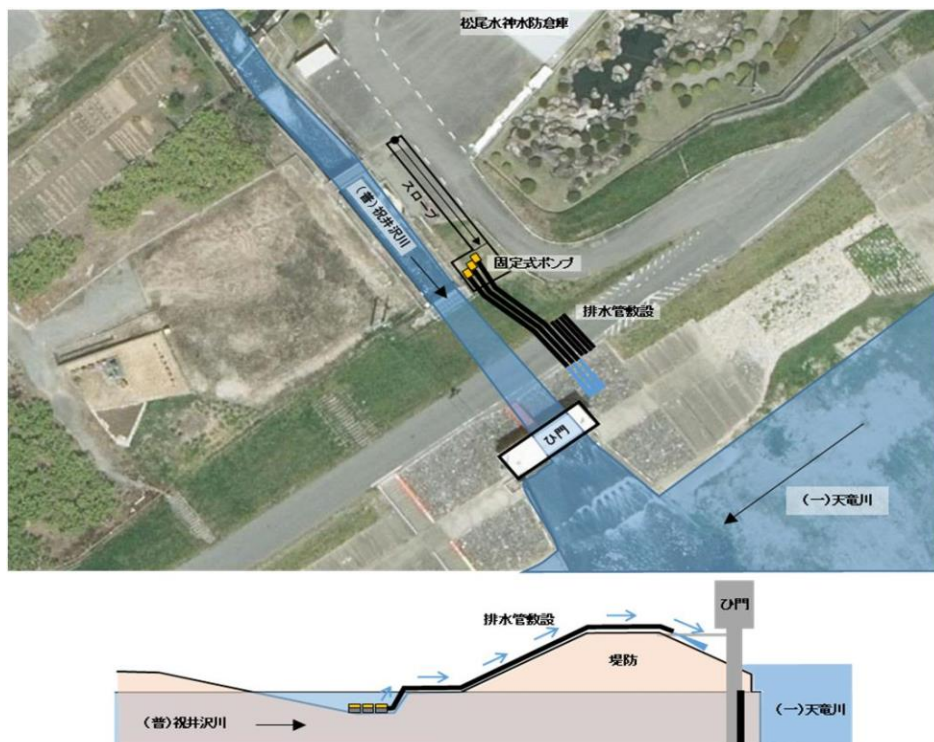 松尾水神水防倉庫
スロープ
(普)祝井沢川
固定式ポンプ
排水管敷設
ひ門
(一)天竜川
排水管敷設
ひ門
堤防
(普)祝井沢川
(一)天竜川